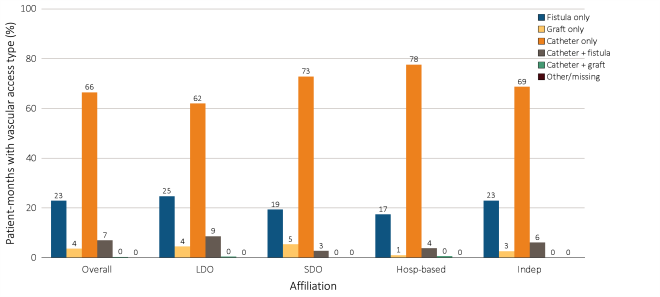 Patient-months with vascular access type (%)
100
80
60
40
20
0
Fistula only
Graft only
Catheter only
Catheter + fistula
Catheter + graft
Other/missing
23 4 66 7 0 0
25 4 62 9 0 0
19 5 73 3 0 0
17 1 78 4 0 0
23 3 69 6 0 0
Overall LDO SDO Hosp-based Indep
Affiliation